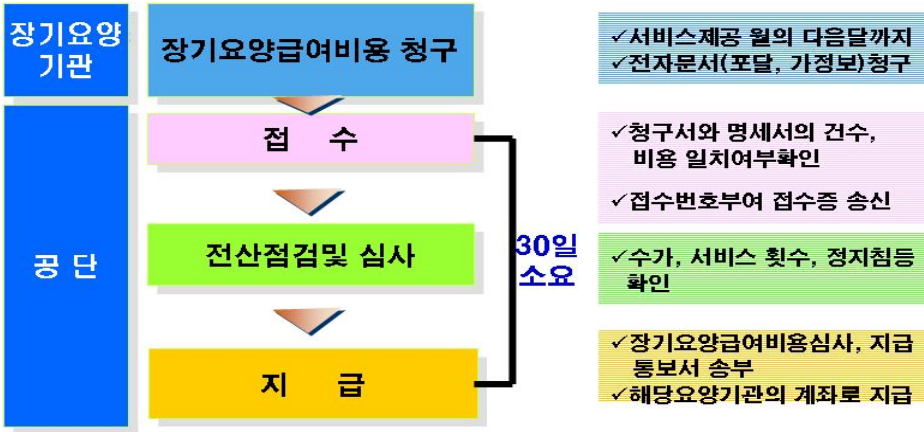 장기요양
기관
장기요양급여비용 청구
✓서비스제공 월의 다음달까지
✓전자문서(포달, 가정보)청구
공 단
접 수
✓청구서와 명세서의 건수,
비용 일치여부확인
✓접수번호부여 접수증 송신
전산점검및 심사
30일
소요
✓수가, 서비스 횟수, 정지침등
확인
지 급
✓장기요양급여비용심사, 지급
통보서 송부
✓해당요양기관의 계좌로 지급